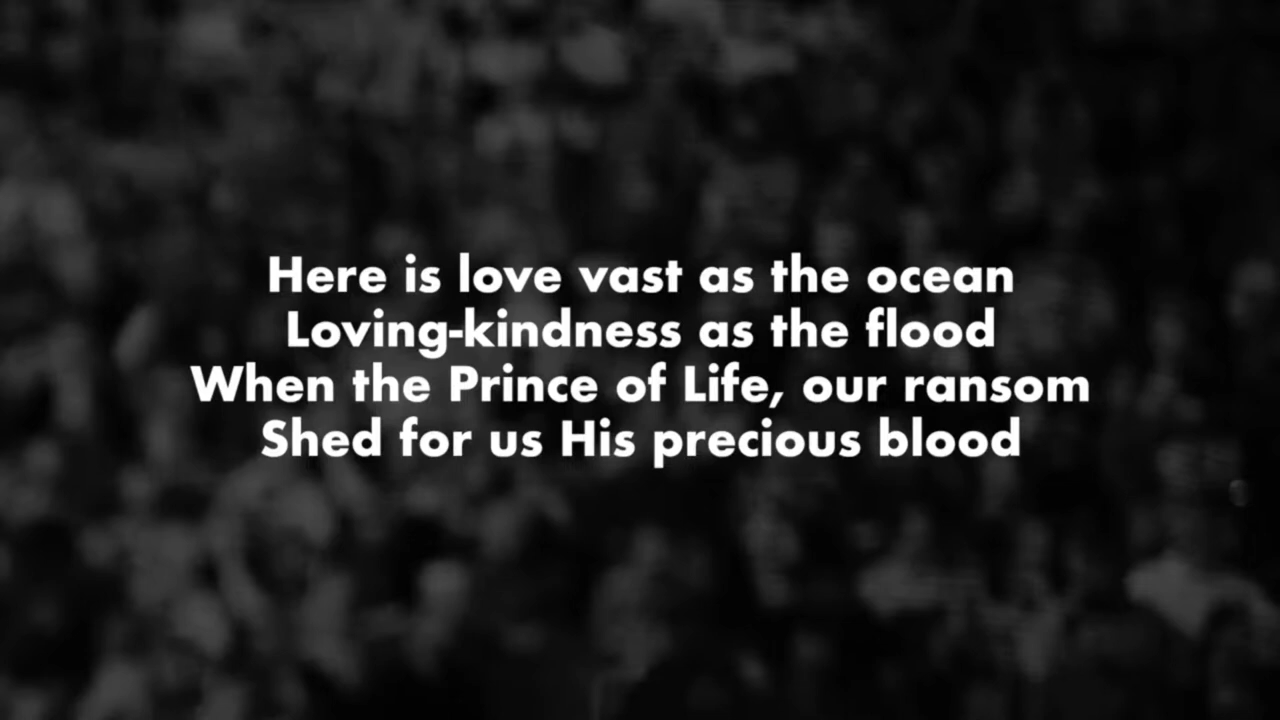 Here is love vast as the ocean
Loving-kindness as the flood
When the Prince of Life, our ransom
Shed for us His precious blood